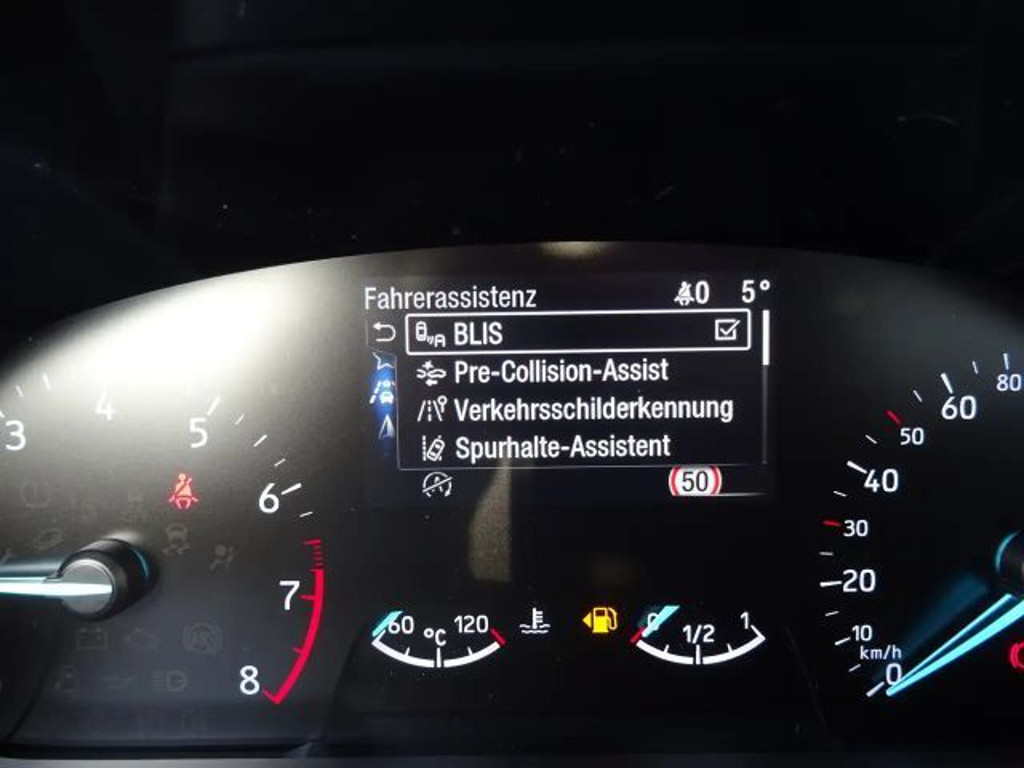 Fahrerassistenz 0 5°
BLIS
Pre-Collision-Assist
Verkehrsschilderkennung
Spurhalte-Assistent
50
3 4 5 6 7 8
60 °C 120
0 1/2 1
0 10 20 30 40 50 60 80
km/h